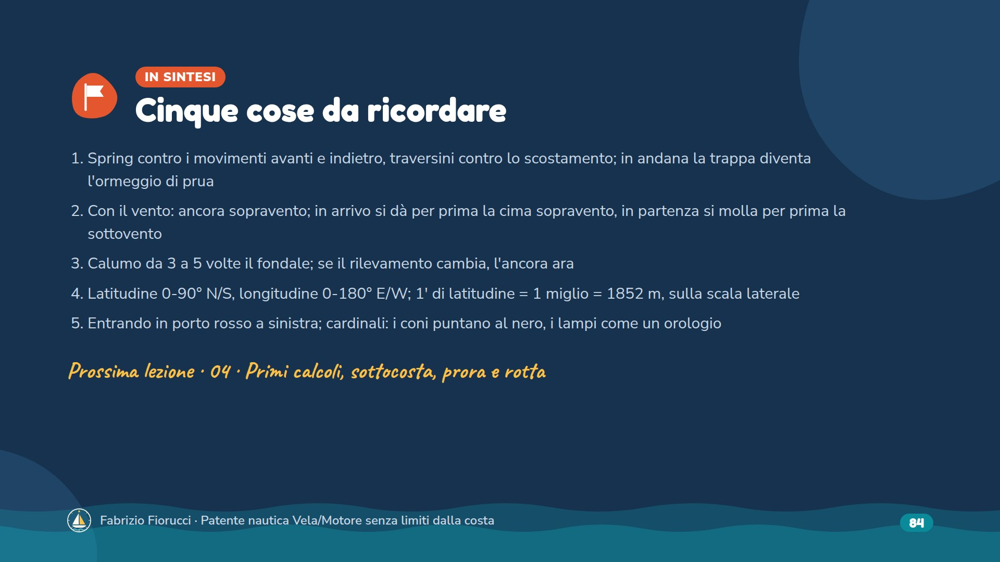 IN SINTESI
Cinque cose da ricordare
1. Spring contro i movimenti avanti e indietro, traversini contro lo scostamento; in andana la trappa diventa
l'ormeggio di prua
2. Con il vento: ancora sopravento; in arrivo si dà per prima la cima sopravento, in partenza si molla per prima la
sottovento
3. Calumo da 3 a 5 volte il fondale; se il rilevamento cambia, l'ancora ara
4. Latitudine 0-90° N/S, longitudine 0-180° E/W; 1' di latitudine = 1 miglio = 1852 m, sulla scala laterale
5. Entrando in porto rosso a sinistra; cardinali: i coni puntano al nero, i lampi come un orologio
Prossima lezione · 04 · Primi calcoli, sottocosta, prora e rotta
Fabrizio Fiorucci · Patente nautica Vela/Motore senza limiti dalla costa
84